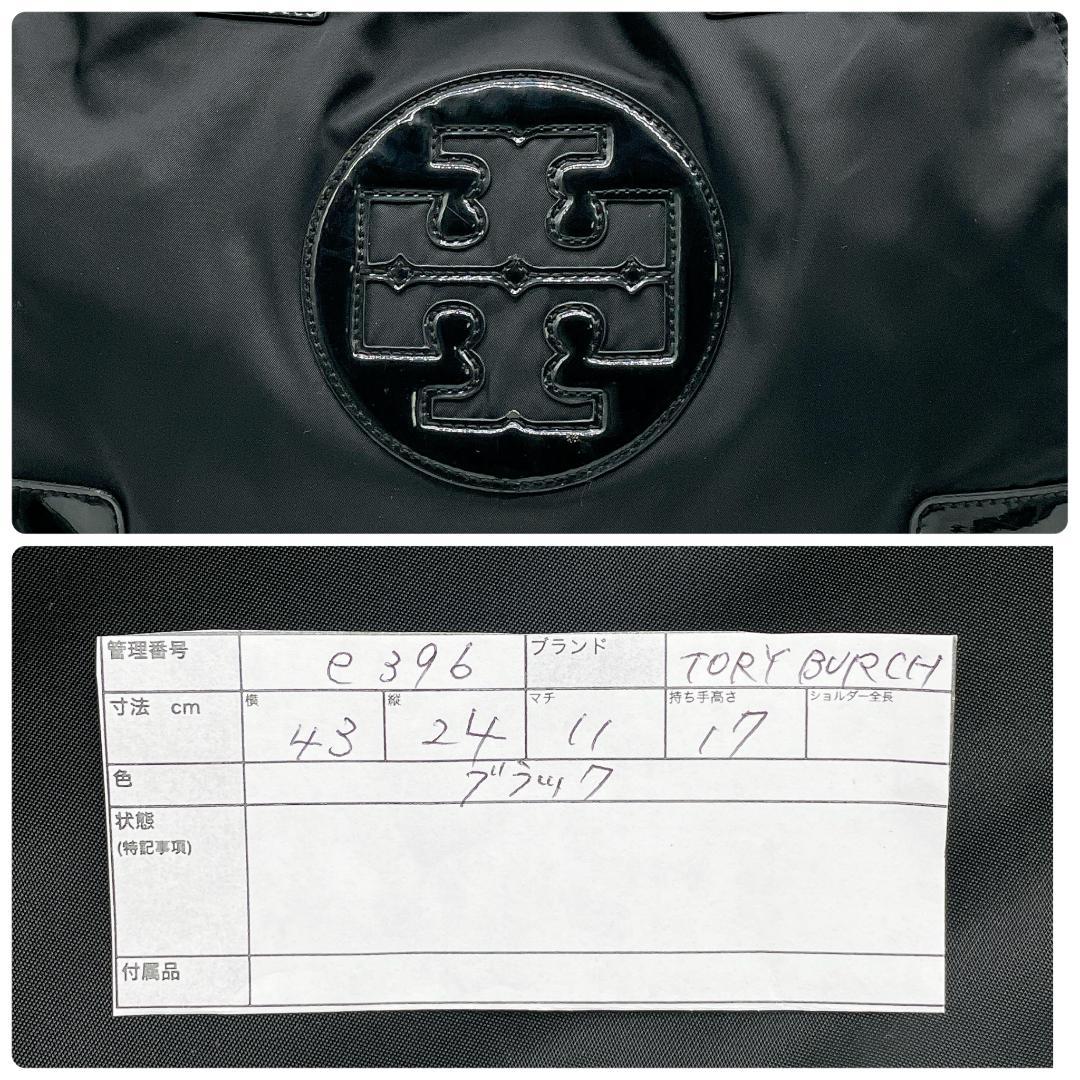 管理番号 e396 ブランド TORY BURCH
寸法 cm 横 43 縦 24 マチ 11 持ち手高さ 17 ショルダー全長
色 ブラック
状態
(特記事項)
付属品